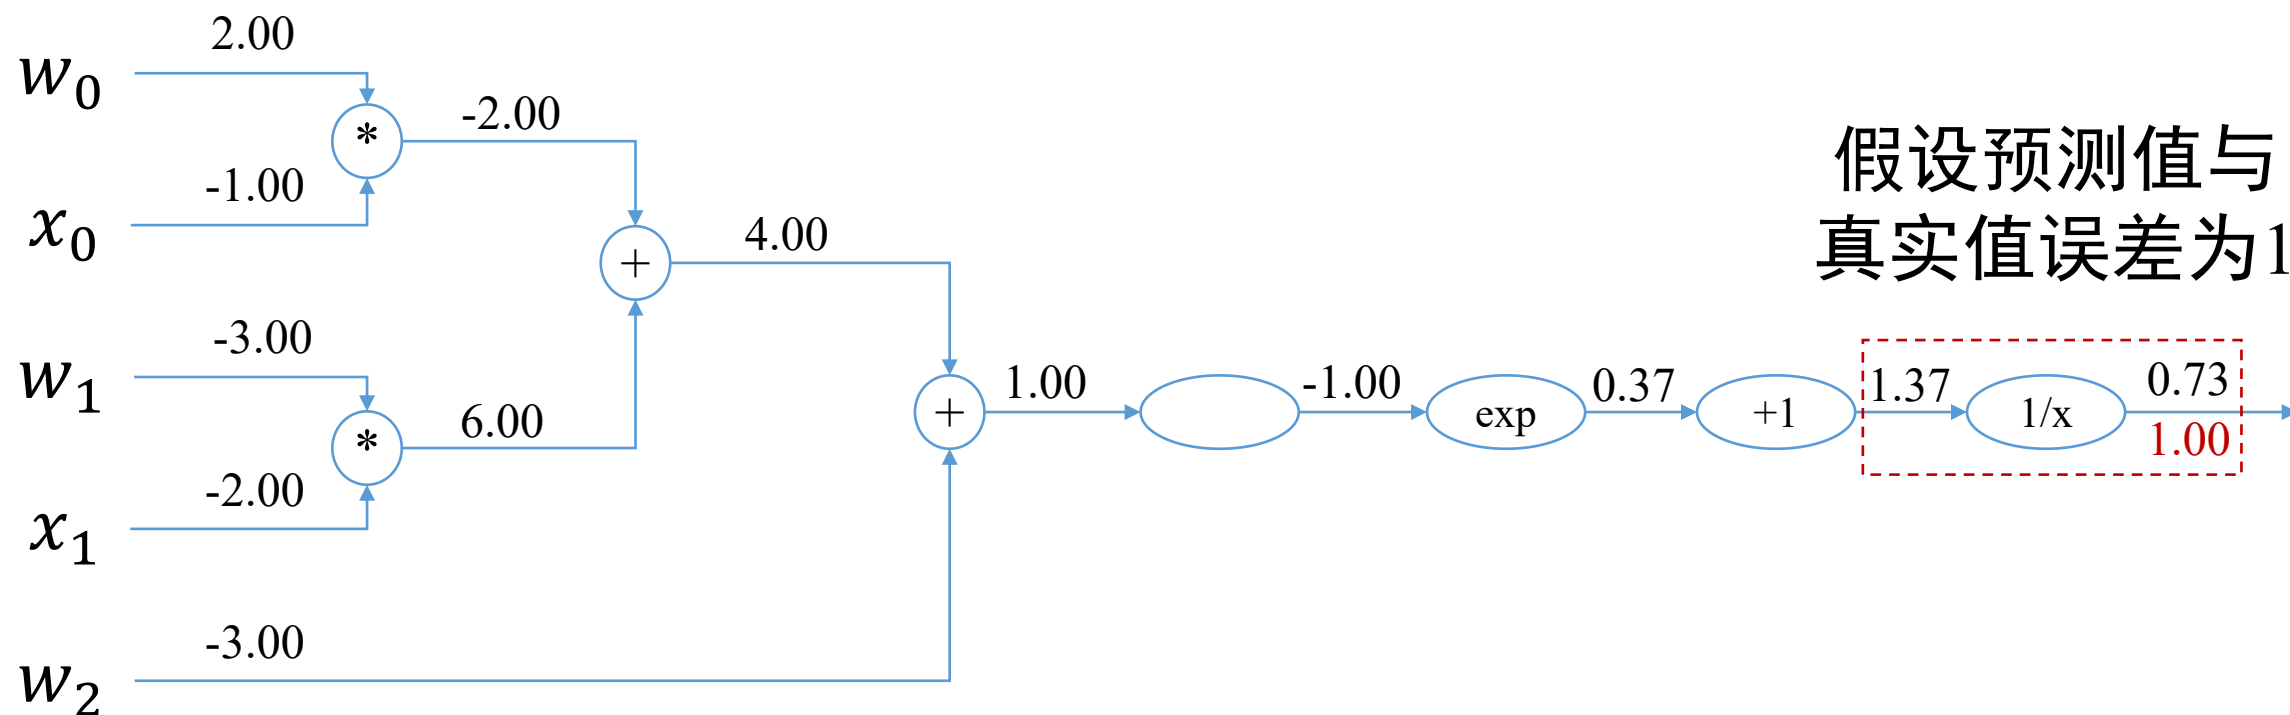 2.00
w₀
*
-2.00
-1.00
x₀
假设预测值与
真实值误差为1
+
4.00
-3.00
w₁
*
6.00
-2.00
x₁
+
1.00
-1.00
exp
0.37
+1
1.37
1/x
0.73
1.00
-3.00
w₂